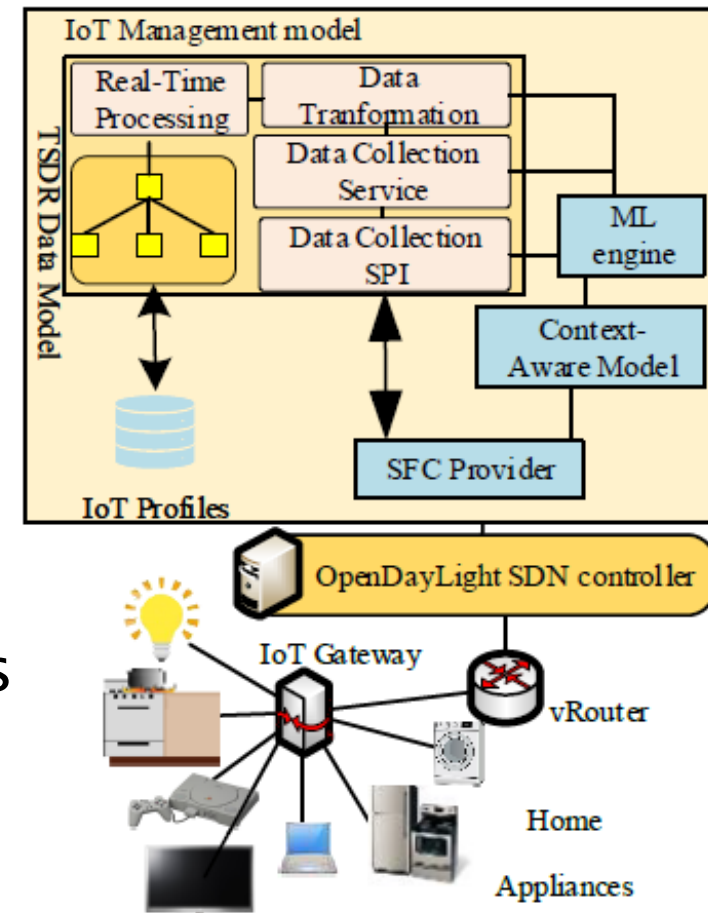 IoT Management model
TSDR Data Model
Real-Time
Processing
Data
Tranformation
Data Collection
Service
Data Collection
SPI
ML
engine
Context-
Aware Model
SFC Provider
IoT Profiles
OpenDayLight SDN controller
s
IoT Gateway
vRouter
Home
Appliances